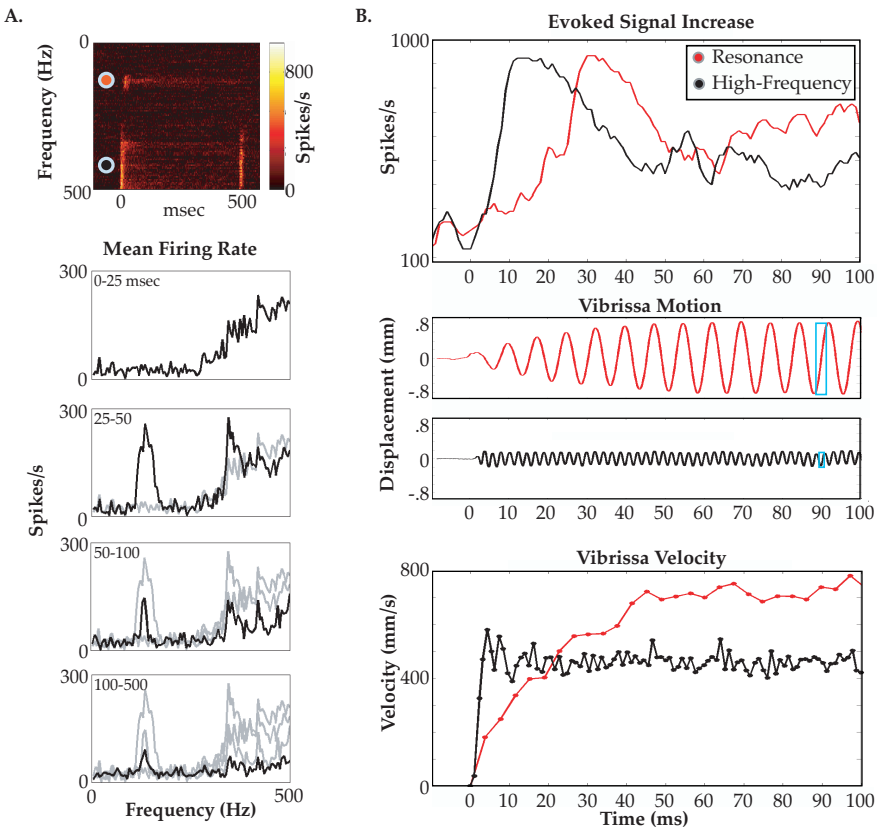 A.
0
500
Frequency (Hz)
0
500
msec
800
0
Spikes/s
Mean Firing Rate
300
0-25 msec
0
300
25-50
0
300
50-100
0
300
100-500
0
Spikes/s
0
500
Frequency (Hz)
B.
Evoked Signal Increase
1000
100
Spikes/s
Resonance
High-Frequency
0 10 20 30 40 50 60 70 80 90 100
Vibrissa Motion
.8
0
-.8
.8
0
-.8
Displacement (mm)
0 10 20 30 40 50 60 70 80 90 100
Vibrissa Velocity
800
400
0
Velocity (mm/s)
0 10 20 30 40 50 60 70 80 90 100
Time (ms)